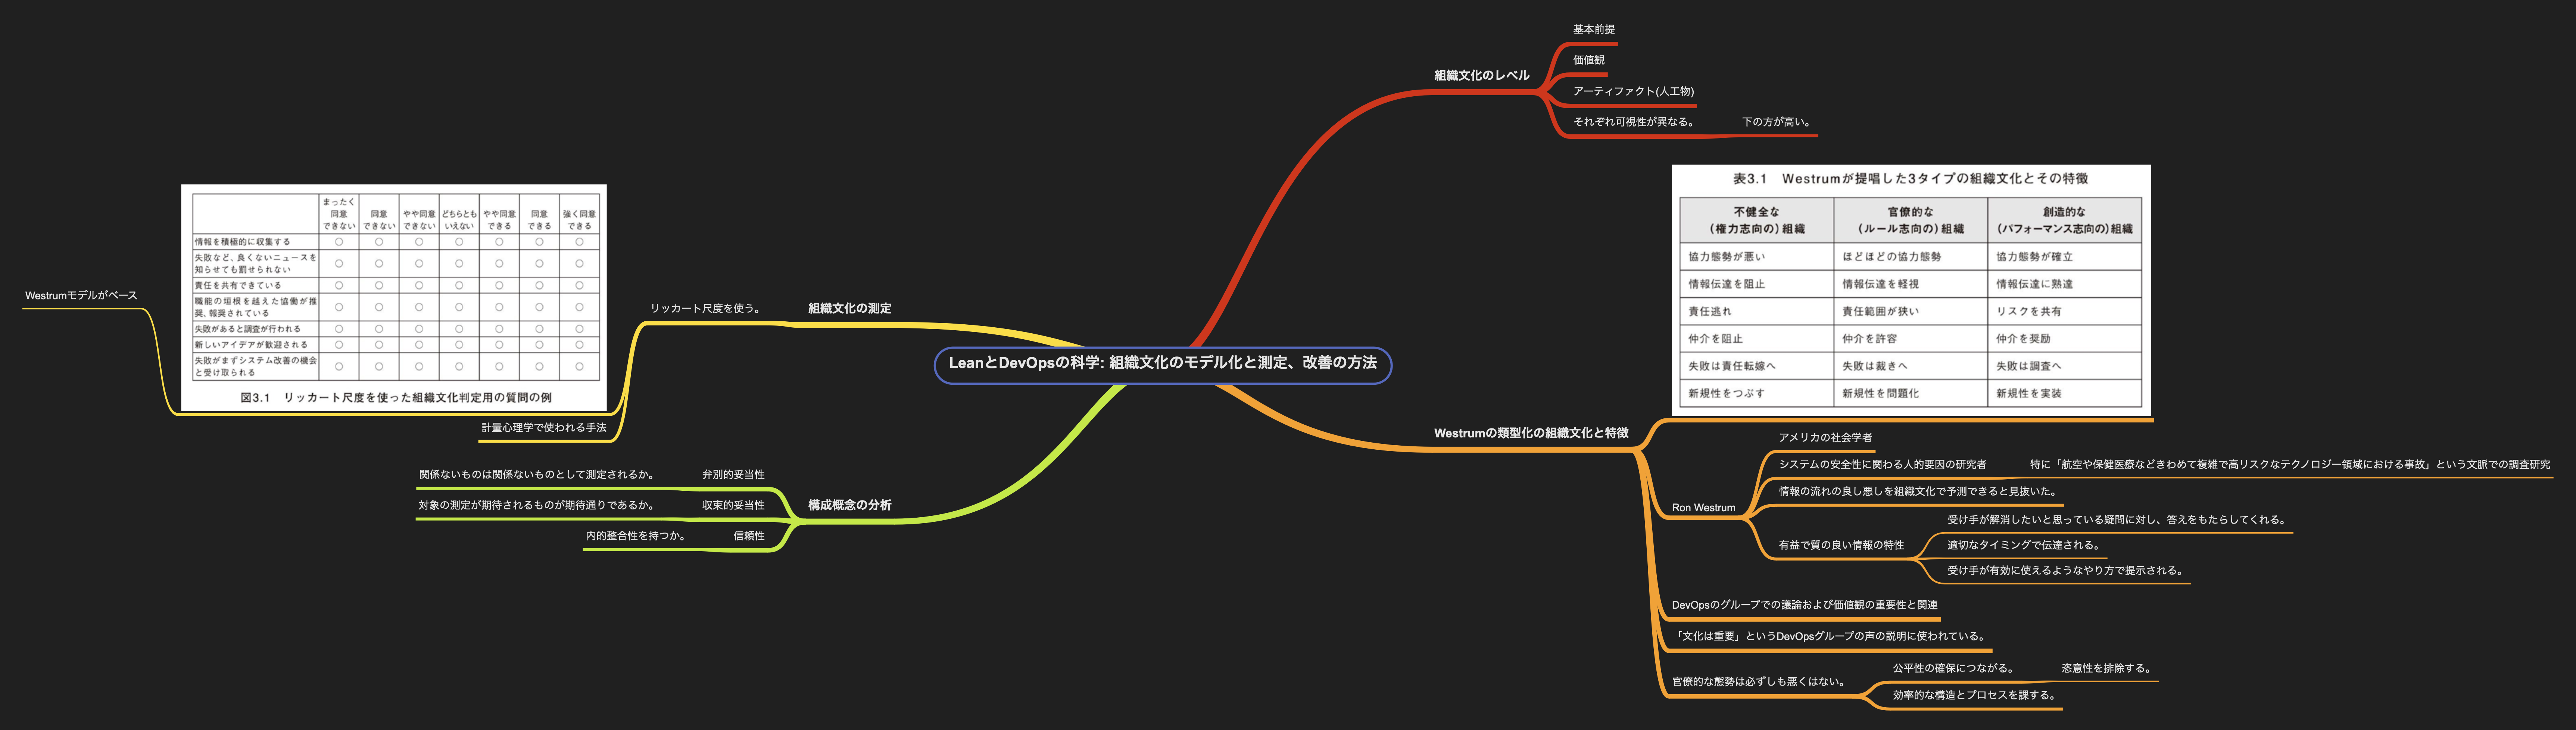 LeanとDevOpsの科学: 組織文化のモデル化と測定、改善の方法
組織文化のレベル
基本前提
価値観
アーティファクト(人工物)
それぞれ可視性が異なる。
下の方が高い。
Westrumの類型化の組織文化と特徴
表3.1 Westrumが提唱した3タイプの組織文化とその特徴
不健全な 官僚的な 創造的な
(権力志向の)組織 (ルール志向の)組織 (パフォーマンス志向の)組織
協力態勢が悪い ほどほどの協力態勢 協力態勢が確立
情報伝達を阻止 情報伝達を軽視 情報伝達に熟達
責任逃れ 責任範囲が狭い リスクを共有
仲介を阻止 仲介を許容 仲介を奨励
失敗は責任転嫁へ 失敗は裁きへ 失敗は調査へ
新規性をつぶす 新規性を問題化 新規性を実装
Ron Westrum
アメリカの社会学者
システムの安全性に関わる人的要因の研究者
特に「航空や保健医療などきわめて複雑で高リスクなテクノロジー領域における事故」という文脈での調査研究
情報の流れの良し悪しを組織文化で予測できると見抜いた。
有益で質の良い情報の特性
受け手が解消したいと思っている疑問に対し、答えをもたらしてくれる。
適切なタイミングで伝達される。
受け手が有効に使えるようなやり方で提示される。
DevOpsのグループでの議論および価値観の重要性と関連
「文化は重要」というDevOpsグループの声の説明に使われている。
官僚的な態勢は必ずしも悪くはない。
公平性の確保につながる。
恣意性を排除する。
効率的な構造とプロセスを課する。
組織文化の測定
リッカート尺度を使う。
まったく
同意 同意 やや同意 どちらとも やや同意 同意 強く同意
できない できない できない いえない できる できる できる
情報を積極的に収集する
失敗など、良くないニュースを
知らせても罰せられない
責任を共有できている
職能の垣根を越えた協働が推
奨、報奨されている
失敗があると調査が行われる
新しいアイデアが歓迎される
失敗がまずシステム改善の機会
と受け取られる
図3.1 リッカート尺度を使った組織文化判定用の質問の例
Westrumモデルがベース
計量心理学で使われる手法
構成概念の分析
弁別的妥当性
関係ないものは関係ないものとして測定されるか。
収束的妥当性
対象の測定が期待されるものが期待通りであるか。
信頼性
内的整合性を持つか。